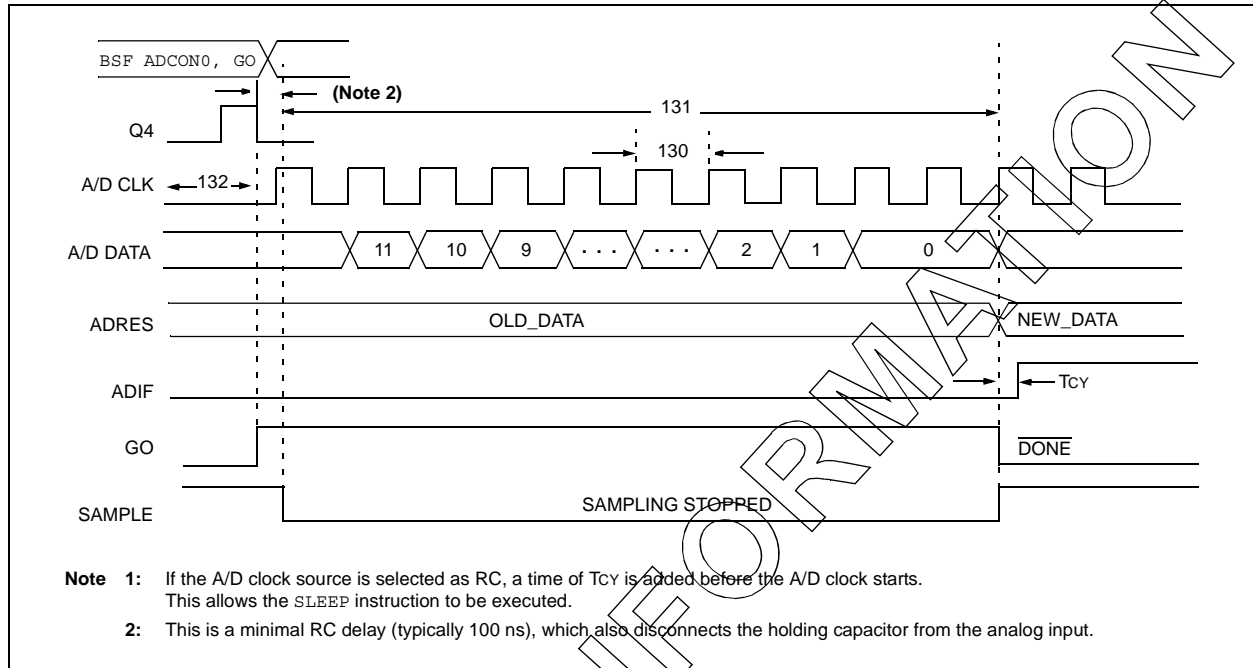 BSF ADCON0, GO
(Note 2)
131
Q4
130
A/D CLK
132
A/D DATA
11 10 9 . . . . . . 2 1 0
ADRES
OLD_DATA
NEW_DATA
ADIF
TCY
GO
DONE
SAMPLE
SAMPLING STOPPED
Note 1: If the A/D clock source is selected as RC, a time of TCY is added before the A/D clock starts.
This allows the SLEEP instruction to be executed.
2: This is a minimal RC delay (typically 100 ns), which also disconnects the holding capacitor from the analog input.
FORMATION